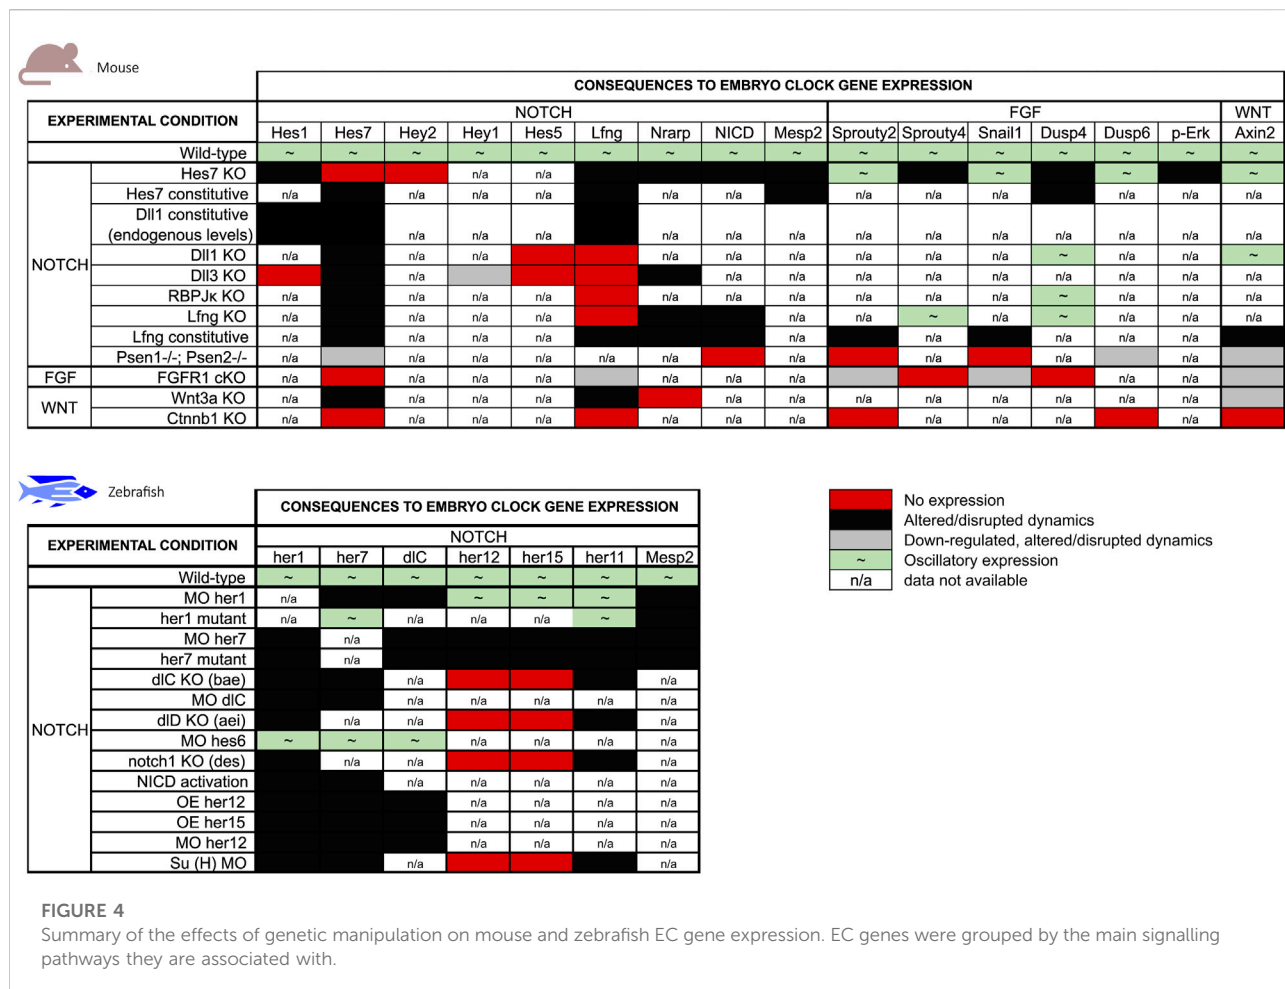 Mouse
CONSEQUENCES TO EMBRYO CLOCK GENE EXPRESSION
EXPERIMENTAL CONDITION NOTCH FGF WNT
Hes1 Hes7 Hey2 Hey1 Hes5 Lfng Nrarp NICD Mesp2 Sprouty2 Sprouty4 Snail1 Dusp4 Dusp6 p-Erk Axin2
Wild-type ~ ~ ~ ~ ~ ~ ~ ~ ~ ~ ~ ~ ~ ~ ~ ~
Hes7 KO n/a n/a ~ ~ ~ ~
Hes7 constitutive n/a n/a n/a n/a n/a n/a n/a n/a n/a n/a n/a n/a
Dll1 constitutive
(endogenous levels) n/a n/a n/a n/a n/a n/a n/a n/a n/a n/a n/a n/a n/a
NOTCH Dll1 KO n/a n/a n/a n/a n/a n/a n/a n/a n/a ~ n/a n/a ~
Dll3 KO n/a n/a n/a n/a n/a n/a n/a n/a n/a n/a
RBPJκ KO n/a n/a n/a n/a n/a n/a n/a n/a n/a n/a ~ n/a n/a n/a
Lfng KO n/a n/a n/a n/a n/a n/a ~ n/a ~ n/a n/a n/a
Lfng constitutive n/a n/a n/a n/a n/a n/a n/a n/a n/a
Psen1-/-; Psen2-/- n/a n/a n/a n/a n/a n/a n/a n/a n/a n/a
FGF FGFR1 cKO n/a n/a n/a n/a n/a n/a n/a n/a n/a
WNT Wnt3a KO n/a n/a n/a n/a n/a n/a n/a n/a n/a n/a n/a n/a
Ctnnb1 KO n/a n/a n/a n/a n/a n/a n/a n/a n/a n/a n/a
Zebrafish
CONSEQUENCES TO EMBRYO CLOCK GENE EXPRESSION
EXPERIMENTAL CONDITION NOTCH
her1 her7 dlC her12 her15 her11 Mesp2
Wild-type ~ ~ ~ ~ ~ ~ ~
MO her1 n/a ~ ~ ~
her1 mutant n/a ~ n/a n/a n/a ~
MO her7 n/a
her7 mutant n/a
dlC KO (bae) n/a n/a
MO dlC n/a n/a n/a n/a n/a
NOTCH dlD KO (aei) n/a n/a n/a
MO hes6 ~ ~ ~ n/a n/a n/a n/a
notch1 KO (des) n/a n/a n/a
NICD activation n/a n/a n/a n/a n/a
OE her12 n/a n/a n/a n/a
OE her15 n/a n/a n/a n/a
MO her12 n/a n/a n/a n/a
Su (H) MO n/a n/a
No expression
Altered/disrupted dynamics
Down-regulated, altered/disrupted dynamics
~ Oscillatory expression
n/a data not available
FIGURE 4
Summary of the effects of genetic manipulation on mouse and zebrafish EC gene expression. EC genes were grouped by the main signalling
pathways they are associated with.